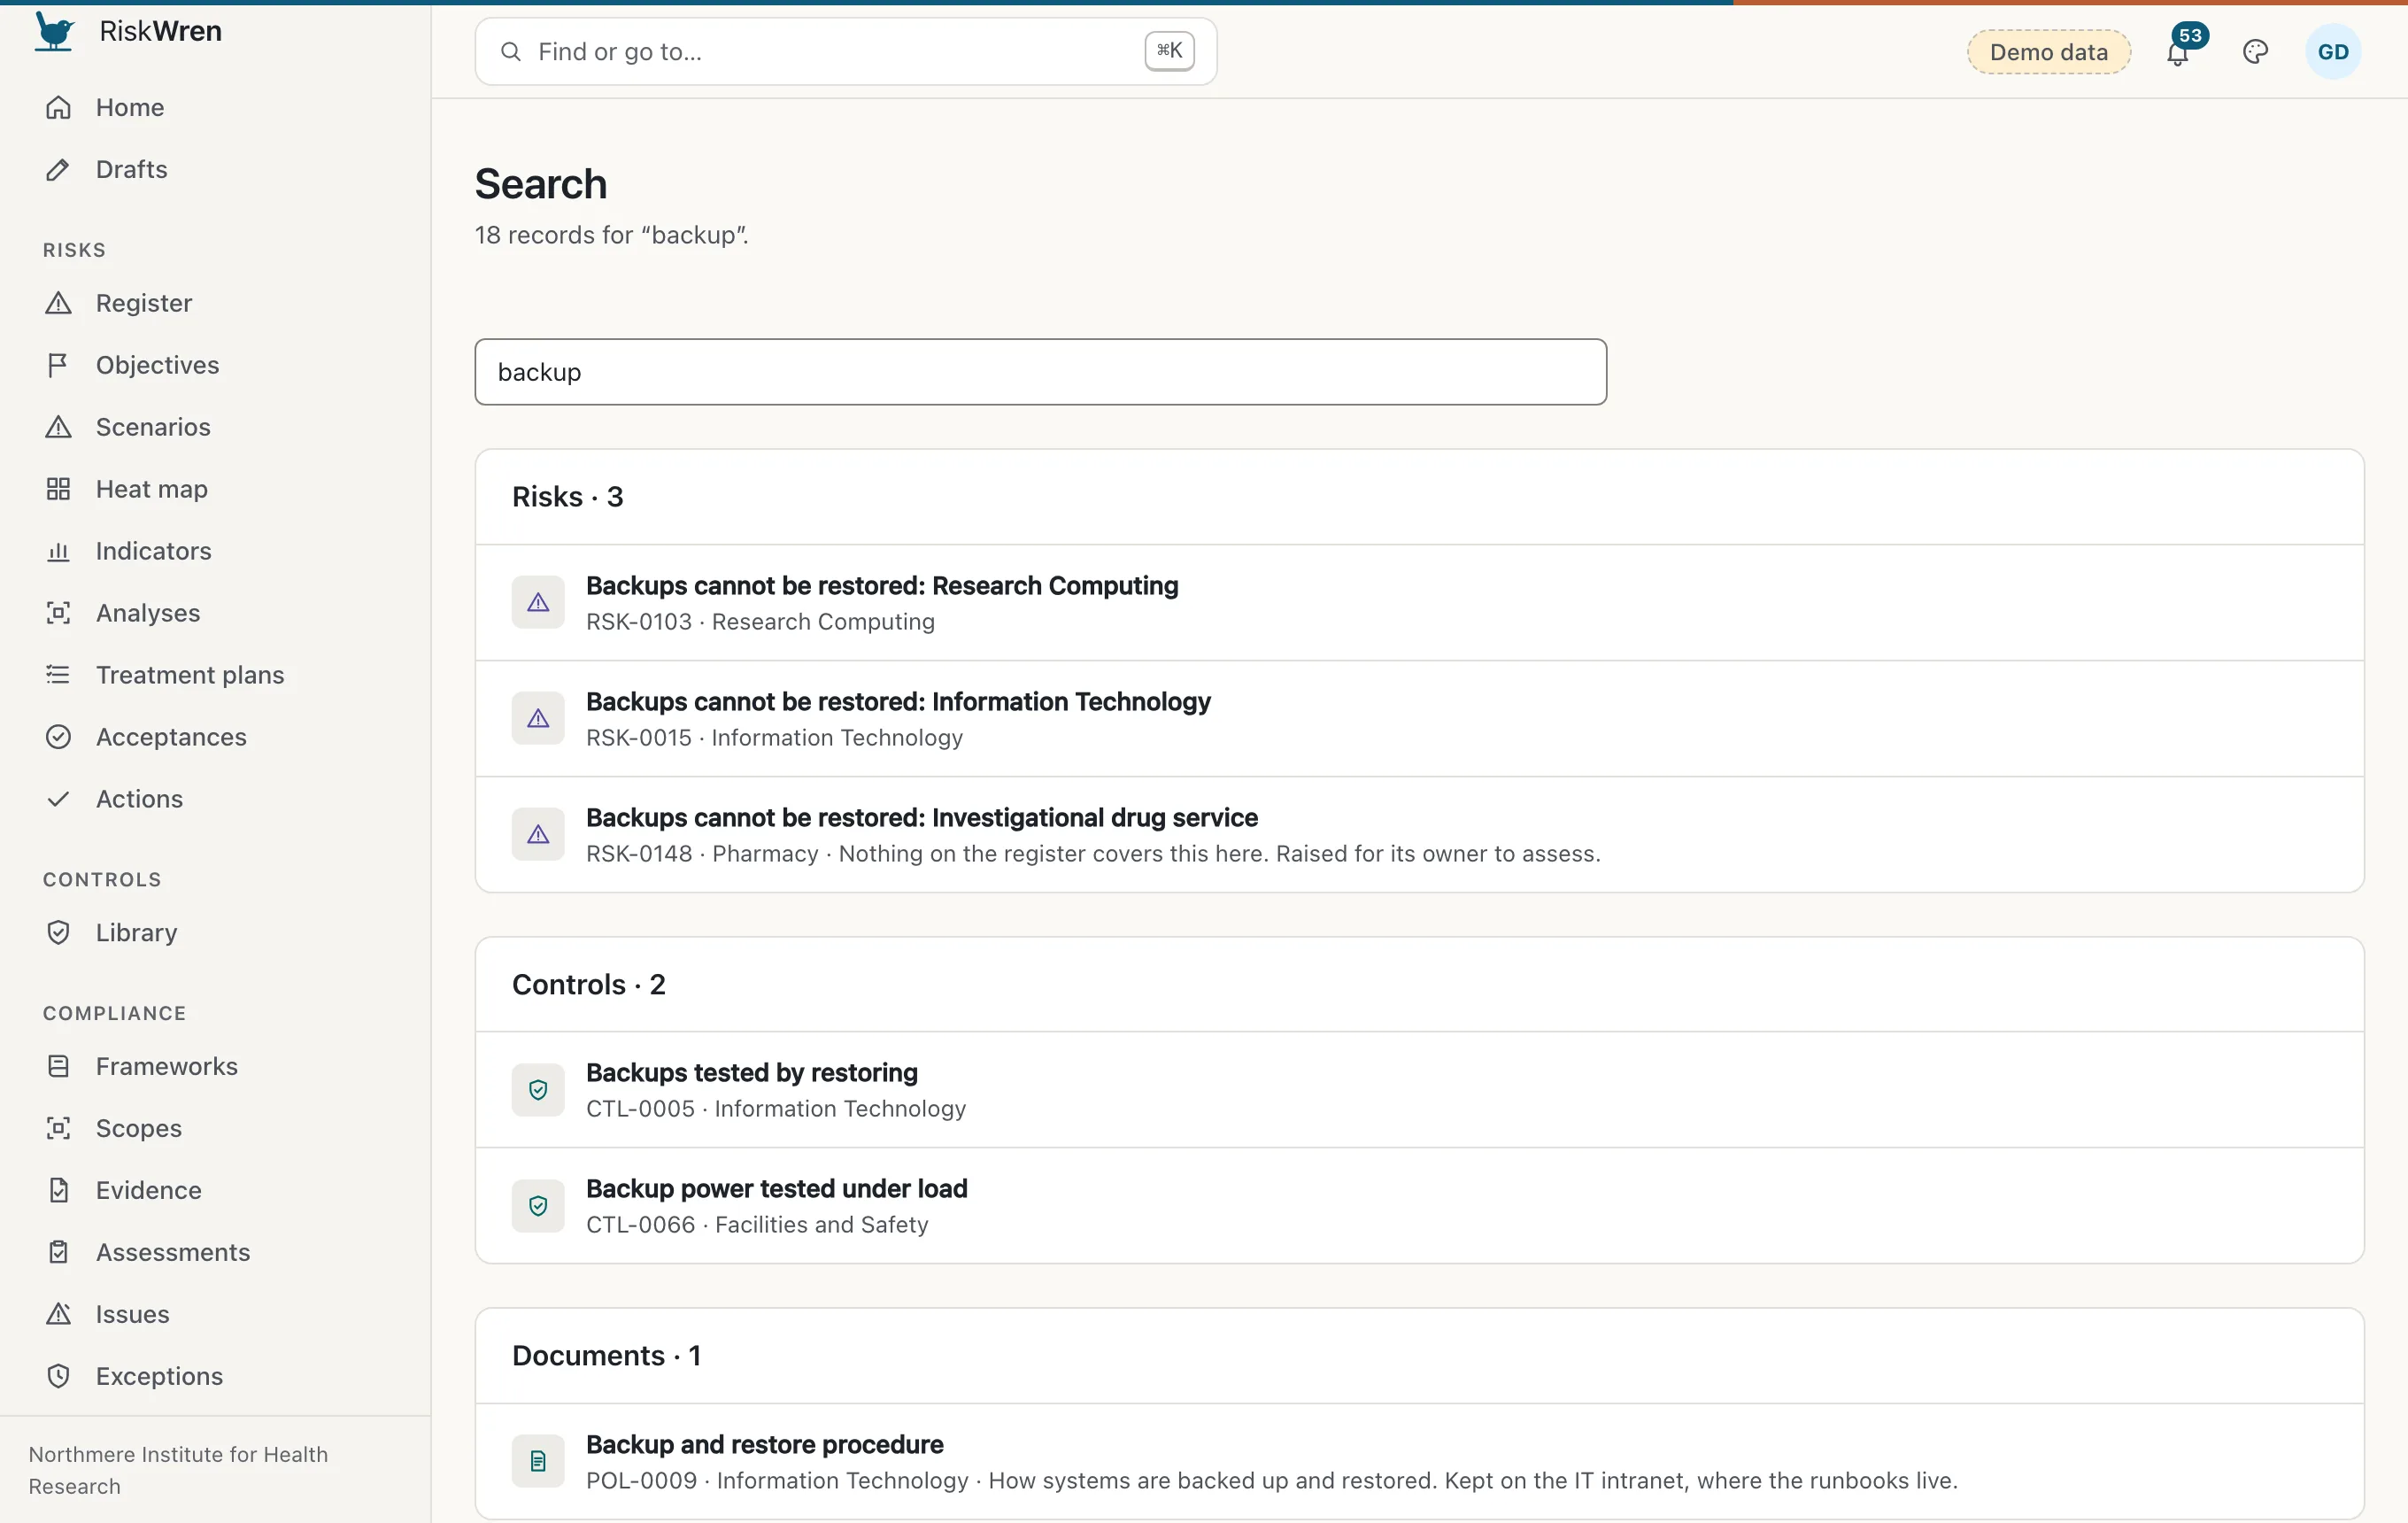 RiskWren
Find or go to...
⌘K
Demo data
53
GD
Home
Drafts
RISKS
Register
Objectives
Scenarios
Heat map
Indicators
Analyses
Treatment plans
Acceptances
Actions
CONTROLS
Library
COMPLIANCE
Frameworks
Scopes
Evidence
Assessments
Issues
Exceptions
Northmere Institute for Health
Research
Search
18 records for “backup”.
backup
Risks · 3
Backups cannot be restored: Research Computing
RSK-0103 · Research Computing
Backups cannot be restored: Information Technology
RSK-0015 · Information Technology
Backups cannot be restored: Investigational drug service
RSK-0148 · Pharmacy · Nothing on the register covers this here. Raised for its owner to assess.
Controls · 2
Backups tested by restoring
CTL-0005 · Information Technology
Backup power tested under load
CTL-0066 · Facilities and Safety
Documents · 1
Backup and restore procedure
POL-0009 · Information Technology · How systems are backed up and restored. Kept on the IT intranet, where the runbooks live.